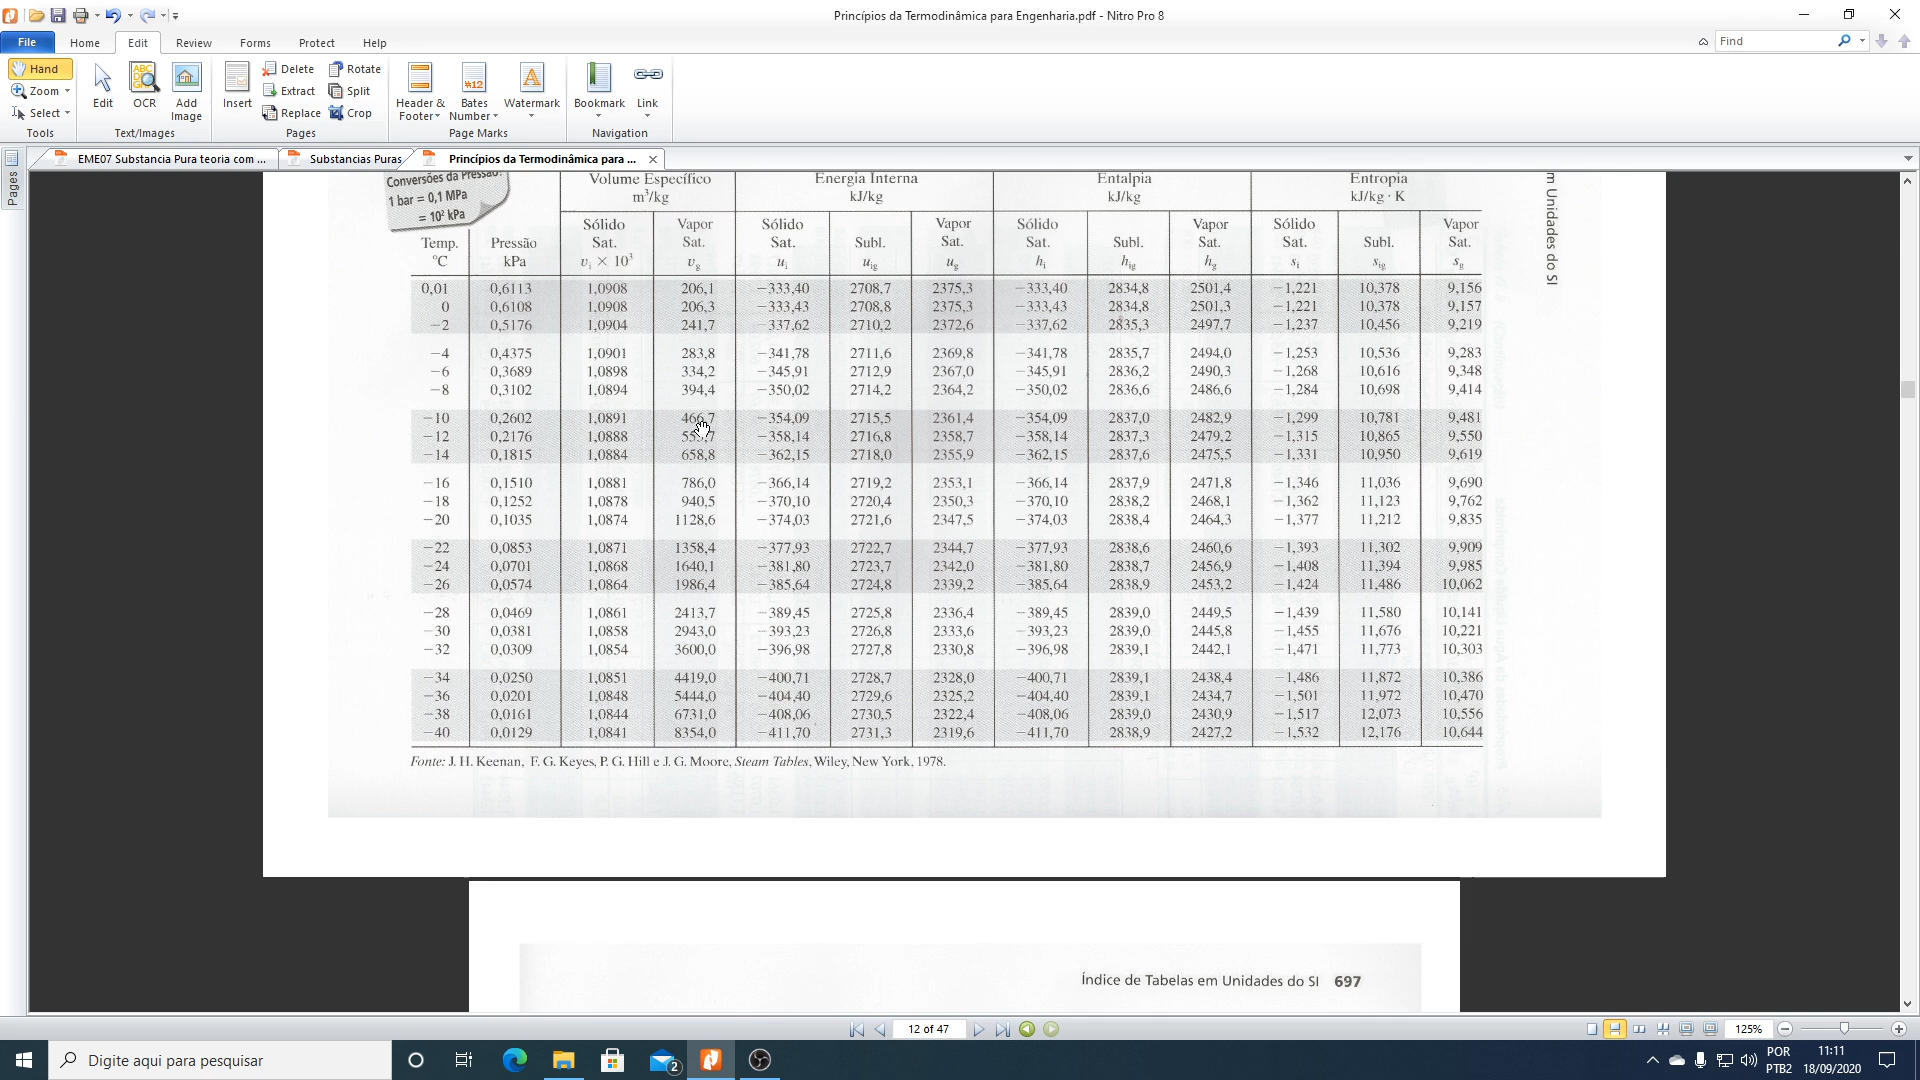 Princípios da Termodinâmica para Engenharia.pdf - Nitro Pro 8
File Home Edit Review Forms Protect Help
Find
Hand
Zoom
Select
Tools
Edit OCR Add Image
Text/Images
Insert
Delete Rotate
Extract Split
Replace Crop
Pages
Header & Footer
Bates Number
Watermark
Page Marks
Bookmark Link
Navigation
EME07 Substancia Pura teoria com ...
Substancias Puras
Princípios da Termodinâmica para ...
Pages
Conversões da Pressão:
1 bar = 0,1 MPa
= 10² kPa
Volume Específico Energia Interna Entalpia Entropia
m³/kg kJ/kg kJ/kg kJ/kg · K
Sólido Vapor Sólido Vapor Sólido Vapor Sólido Vapor
Temp. Pressão Sat. Sat. Sat. Subl. Sat. Sat. Subl. Sat. Sat. Subl. Sat.
°C kPa vi × 10³ vg ui uig ug hi hig hg si sig sg
0,01 0,6113 1,0908 206,1 −333,40 2708,7 2375,3 −333,40 2834,8 2501,4 −1,221 10,378 9,156
0 0,6108 1,0908 206,3 −333,43 2708,8 2375,3 −333,43 2834,8 2501,3 −1,221 10,378 9,157
−2 0,5176 1,0904 241,7 −337,62 2710,2 2372,6 −337,62 2835,3 2497,7 −1,237 10,456 9,219
−4 0,4375 1,0901 283,8 −341,78 2711,6 2369,8 −341,78 2835,7 2494,0 −1,253 10,536 9,283
−6 0,3689 1,0898 334,2 −345,91 2712,9 2367,0 −345,91 2836,2 2490,3 −1,268 10,616 9,348
−8 0,3102 1,0894 394,4 −350,02 2714,2 2364,2 −350,02 2836,6 2486,6 −1,284 10,698 9,414
−10 0,2602 1,0891 466,7 −354,09 2715,5 2361,4 −354,09 2837,0 2482,9 −1,299 10,781 9,481
−12 0,2176 1,0888 −358,14 2716,8 2358,7 −358,14 2837,3 2479,2 −1,315 10,865 9,550
−14 0,1815 1,0884 658,8 −362,15 2718,0 2355,9 −362,15 2837,6 2475,5 −1,331 10,950 9,619
−16 0,1510 1,0881 786,0 −366,14 2719,2 2353,1 −366,14 2837,9 2471,8 −1,346 11,036 9,690
−18 0,1252 1,0878 940,5 −370,10 2720,4 2350,3 −370,10 2838,2 2468,1 −1,362 11,123 9,762
−20 0,1035 1,0874 1128,6 −374,03 2721,6 2347,5 −374,03 2838,4 2464,3 −1,377 11,212 9,835
−22 0,0853 1,0871 1358,4 −377,93 2722,7 2344,7 −377,93 2838,6 2460,6 −1,393 11,302 9,909
−24 0,0701 1,0868 1640,1 −381,80 2723,7 2342,0 −381,80 2838,7 2456,9 −1,408 11,394 9,985
−26 0,0574 1,0864 1986,4 −385,64 2724,8 2339,2 −385,64 2838,9 2453,2 −1,424 11,486 10,062
−28 0,0469 1,0861 2413,7 −389,45 2725,8 2336,4 −389,45 2839,0 2449,5 −1,439 11,580 10,141
−30 0,0381 1,0858 2943,0 −393,23 2726,8 2333,6 −393,23 2839,0 2445,8 −1,455 11,676 10,221
−32 0,0309 1,0854 3600,0 −396,98 2727,8 2330,8 −396,98 2839,1 2442,1 −1,471 11,773 10,303
−34 0,0250 1,0851 4419,0 −400,71 2728,7 2328,0 −400,71 2839,1 2438,4 −1,486 11,872 10,386
−36 0,0201 1,0848 5444,0 −404,40 2729,6 2325,2 −404,40 2839,1 2434,7 −1,501 11,972 10,470
−38 0,0161 1,0844 6731,0 −408,06 2730,5 2322,4 −408,06 2839,0 2430,9 −1,517 12,073 10,556
−40 0,0129 1,0841 8354,0 −411,70 2731,3 2319,6 −411,70 2838,9 2427,2 −1,532 12,176 10,644
Fonte: J. H. Keenan, F. G. Keyes, P. G. Hill e J. G. Moore, Steam Tables, Wiley, New York, 1978.
m Unidades do SI
Índice de Tabelas em Unidades do SI 697
12 of 47
125%
Digite aqui para pesquisar
2
POR
PTB2
11:11
18/09/2020